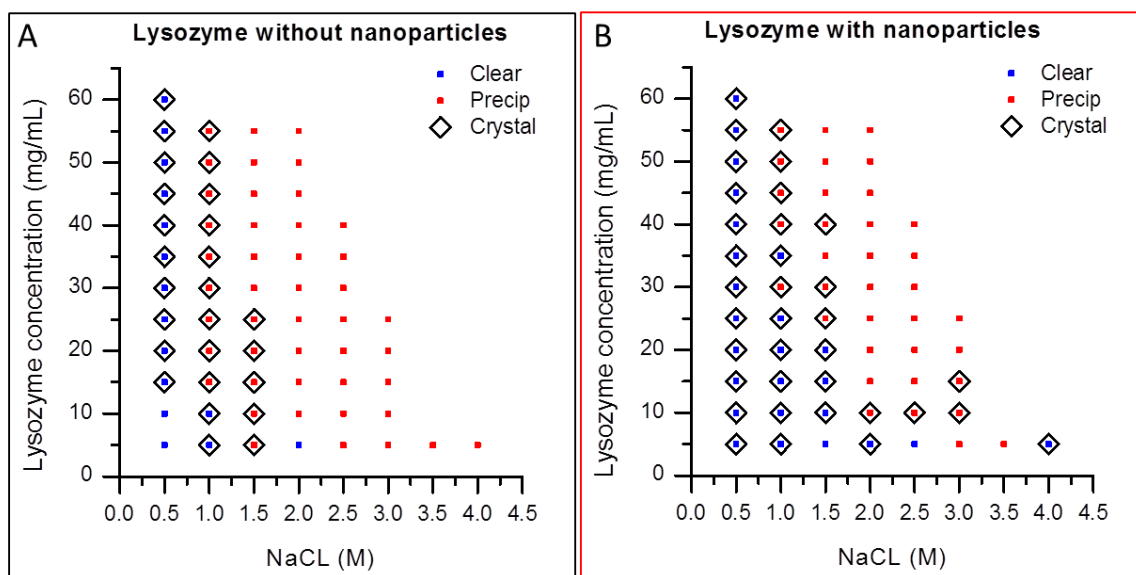 A
Lysozyme without nanoparticles
Clear
Precip
Crystal
Lysozyme concentration (mg/mL)
60
50
40
30
20
10
0
0.0 0.5 1.0 1.5 2.0 2.5 3.0 3.5 4.0 4.5
NaCL (M)
B
Lysozyme with nanoparticles
Clear
Precip
Crystal
Lysozyme concentration (mg/mL)
60
50
40
30
20
10
0
0.0 0.5 1.0 1.5 2.0 2.5 3.0 3.5 4.0 4.5
NaCL (M)